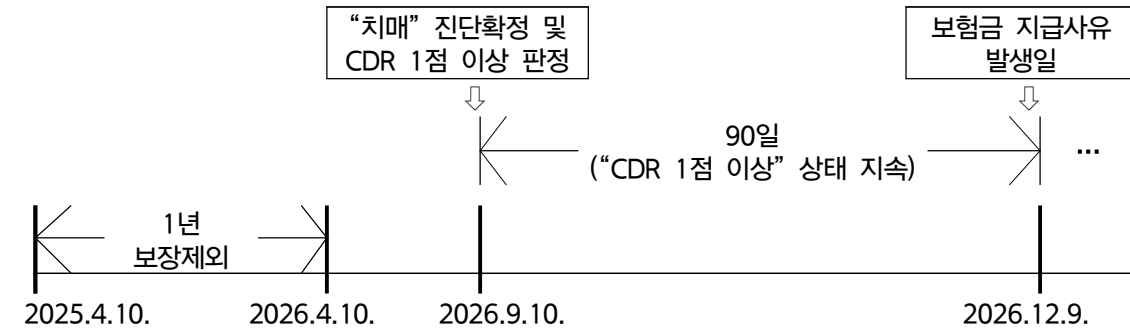 “치매” 진단확정 및
CDR 1점 이상 판정
보험금 지급사유
발생일
90일
(“CDR 1점 이상” 상태 지속)
...
1년
보장제외
2025.4.10.
2026.4.10.
2026.9.10.
2026.12.9.